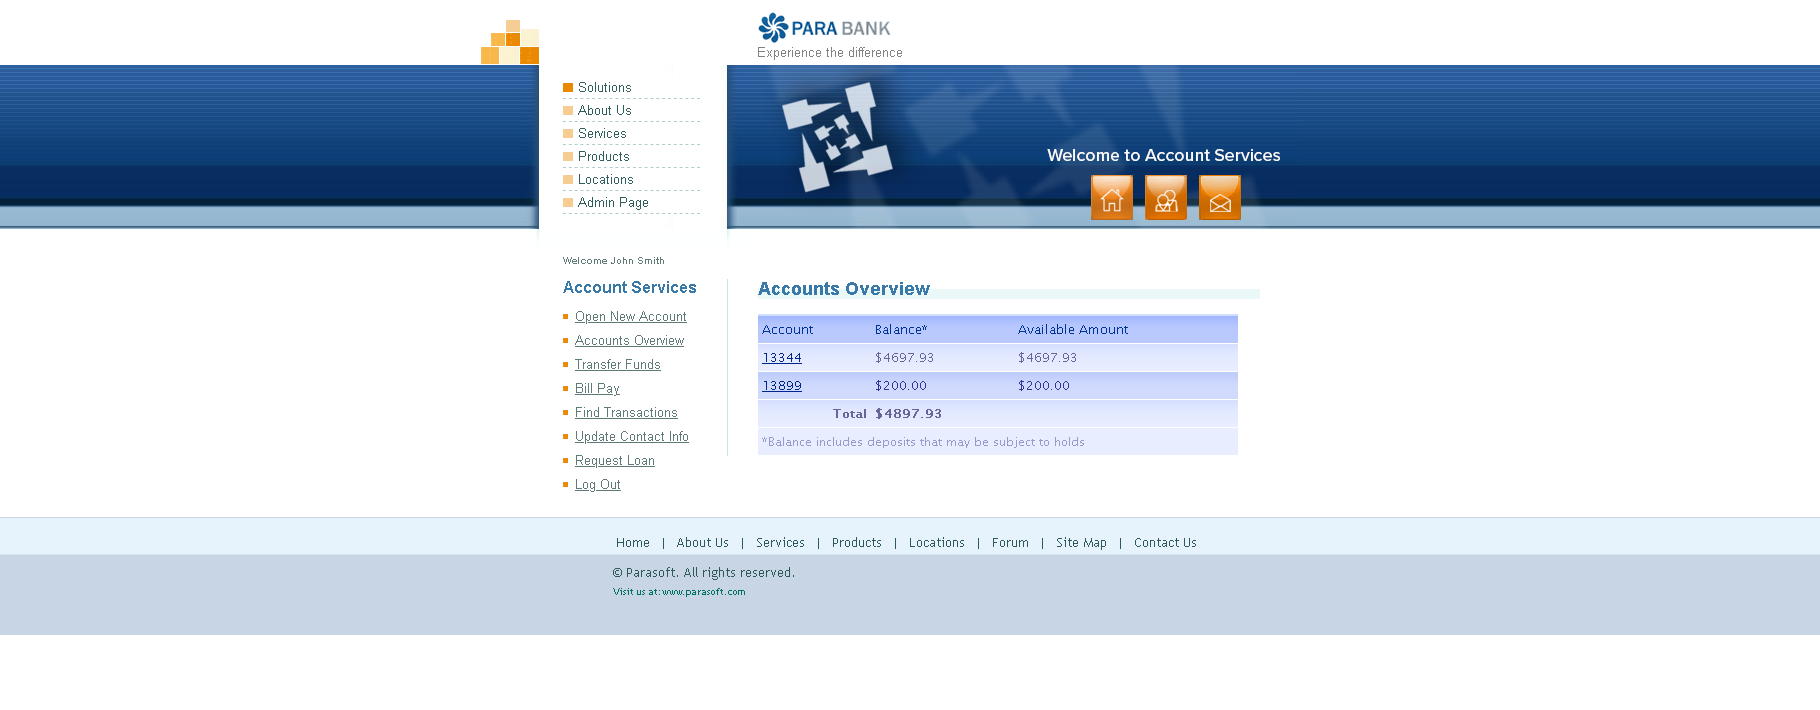 PARA BANK
Experience the difference
Solutions
About Us
Services
Products
Locations
Admin Page
Welcome to Account Services
Welcome John Smith
Account Services
Open New Account
Accounts Overview
Transfer Funds
Bill Pay
Find Transactions
Update Contact Info
Request Loan
Log Out
Accounts Overview
Account Balance* Available Amount
13344 $4697.93 $4697.93
13899 $200.00 $200.00
Total $4897.93
*Balance includes deposits that may be subject to holds
Home | About Us | Services | Products | Locations | Forum | Site Map | Contact Us
© Parasoft. All rights reserved.
Visit us at: www.parasoft.com